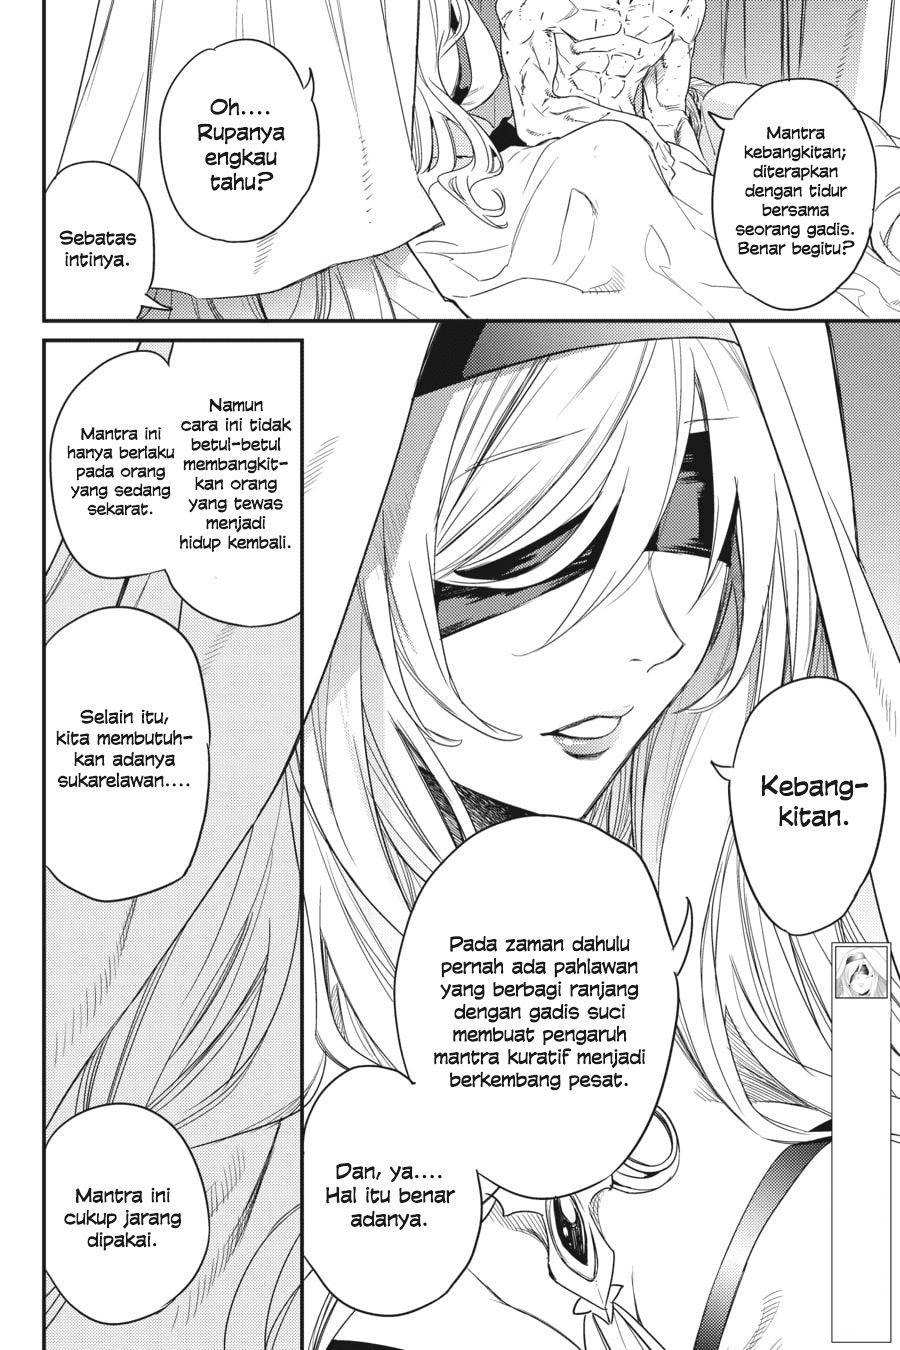 Mantra
kebangkitan;
diterapkan
dengan tidur
bersama
seorang gadis.
Benar begitu?
Oh....
Rupanya
engkau
tahu?
Sebatas
intinya.
Kebang-
kitan.
Pada zaman dahulu
pernah ada pahlawan
yang berbagi ranjang
dengan gadis suci
membuat pengaruh
mantra kuratif menjadi
berkembang pesat.
Dan, ya....
Hal itu benar
adanya.
Namun
cara ini tidak
betul-betul
membangkit-
kan orang
yang tewas
menjadi
hidup kembali.
Mantra ini
hanya berlaku
pada orang
yang sedang
sekarat.
Selain itu,
kita membutuh-
kan adanya
sukarelawan....
Mantra ini
cukup jarang
dipakai.